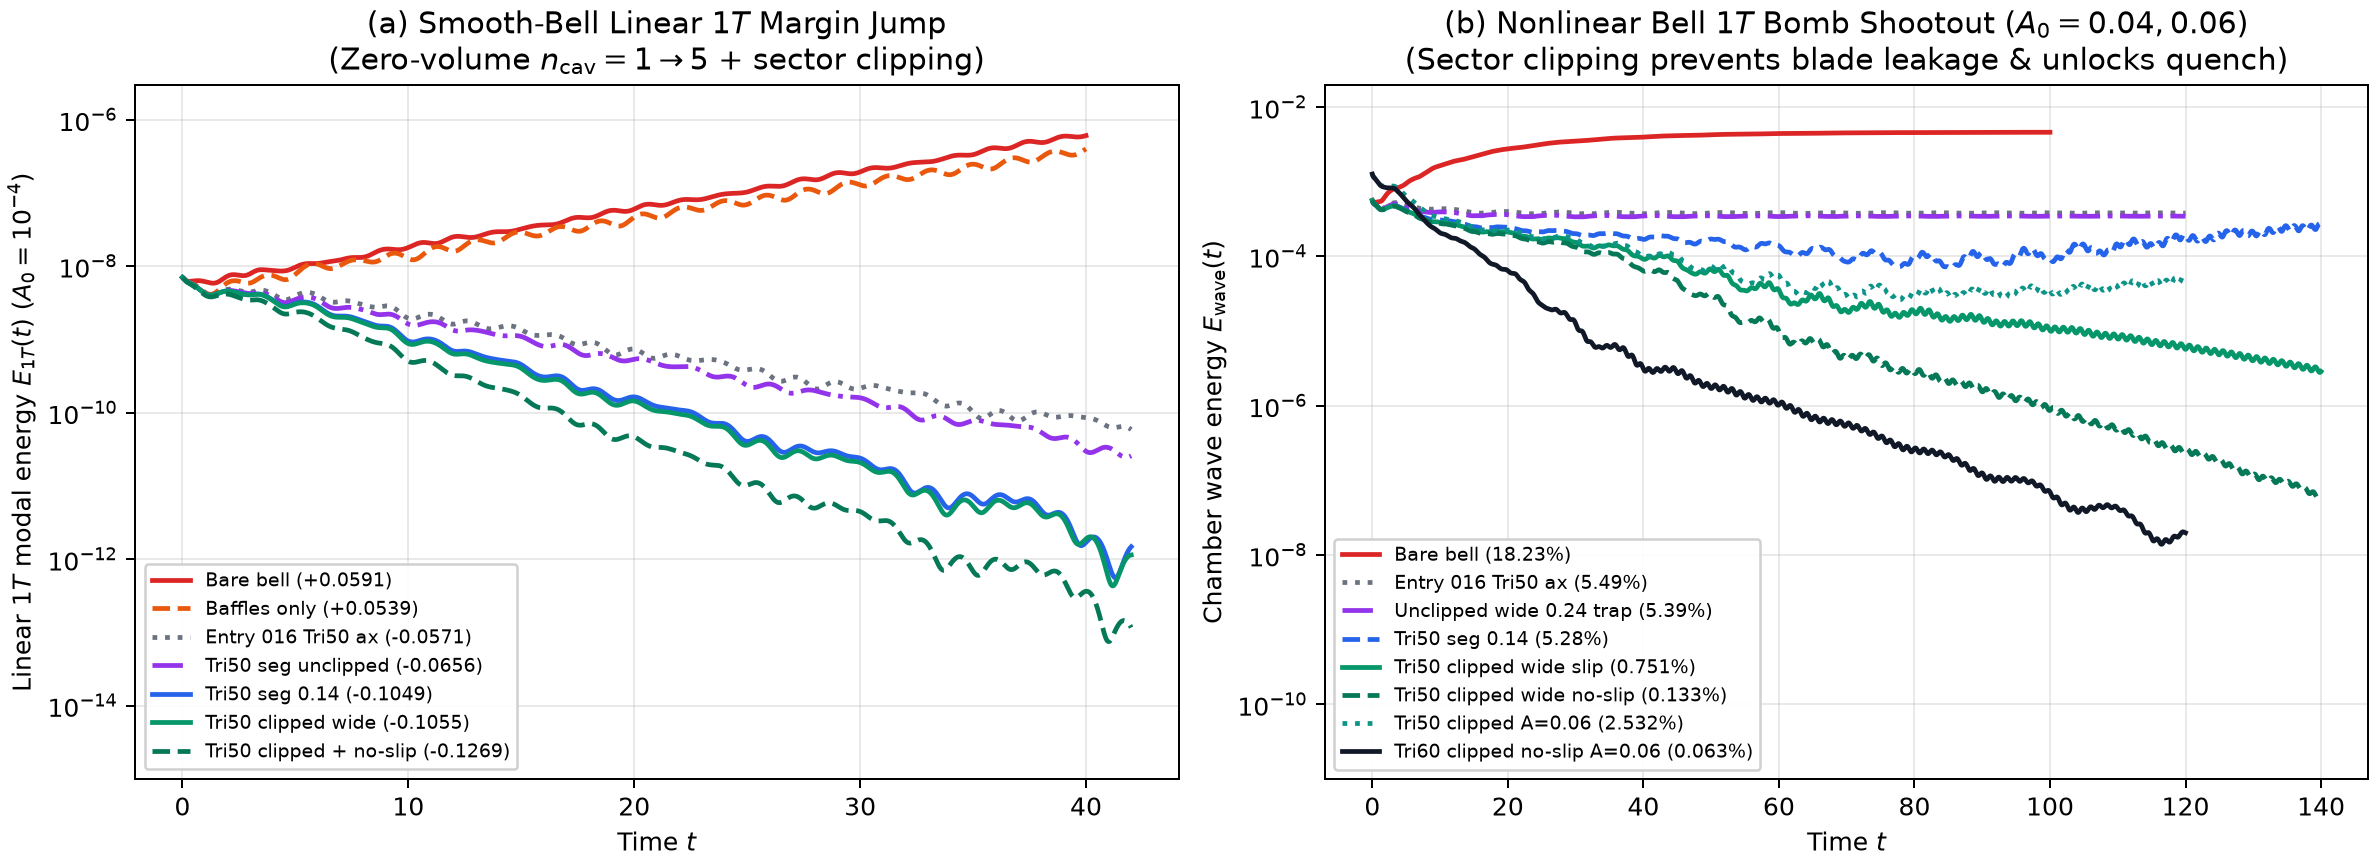 (a) Smooth-Bell Linear 1T Margin Jump
(Zero-volume n_cav = 1 → 5 + sector clipping)
Linear 1T modal energy E_1T(t) (A_0 = 10^−4)
10^−6
10^−8
10^−10
10^−12
10^−14
Bare bell (+0.0591)
Baffles only (+0.0539)
Entry 016 Tri50 ax (-0.0571)
Tri50 seg unclipped (-0.0656)
Tri50 seg 0.14 (-0.1049)
Tri50 clipped wide (-0.1055)
Tri50 clipped + no-slip (-0.1269)
0 10 20 30 40
Time t
(b) Nonlinear Bell 1T Bomb Shootout (A_0 = 0.04, 0.06)
(Sector clipping prevents blade leakage & unlocks quench)
Chamber wave energy E_wave(t)
10^−2
10^−4
10^−6
10^−8
10^−10
Bare bell (18.23%)
Entry 016 Tri50 ax (5.49%)
Unclipped wide 0.24 trap (5.39%)
Tri50 seg 0.14 (5.28%)
Tri50 clipped wide slip (0.751%)
Tri50 clipped wide no-slip (0.133%)
Tri50 clipped A=0.06 (2.532%)
Tri60 clipped no-slip A=0.06 (0.063%)
0 20 40 60 80 100 120 140
Time t